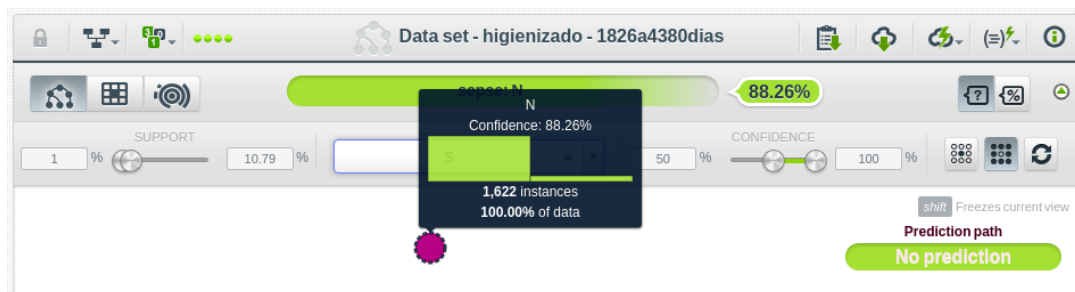 Data set - higienizado - 1826a4380dias
sepse: N
88.26%
N
Confidence: 88.26%
1,622 instances
100.00% of data
SUPPORT
1 %
10.79 %
S
CONFIDENCE
50 %
100 %
shift Freezes current view
Prediction path
No prediction